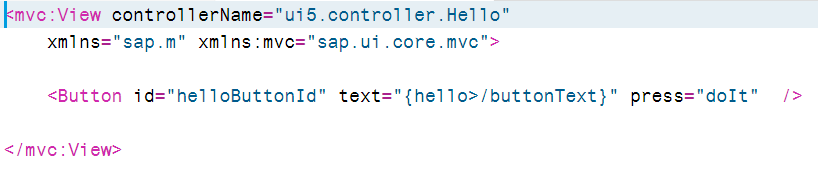 <mvc:View controllerName="ui5.controller.Hello"
xmlns="sap.m" xmlns:mvc="sap.ui.core.mvc">
<Button id="helloButtonId" text="{hello>/buttonText}" press="doIt"  />
</mvc:View>